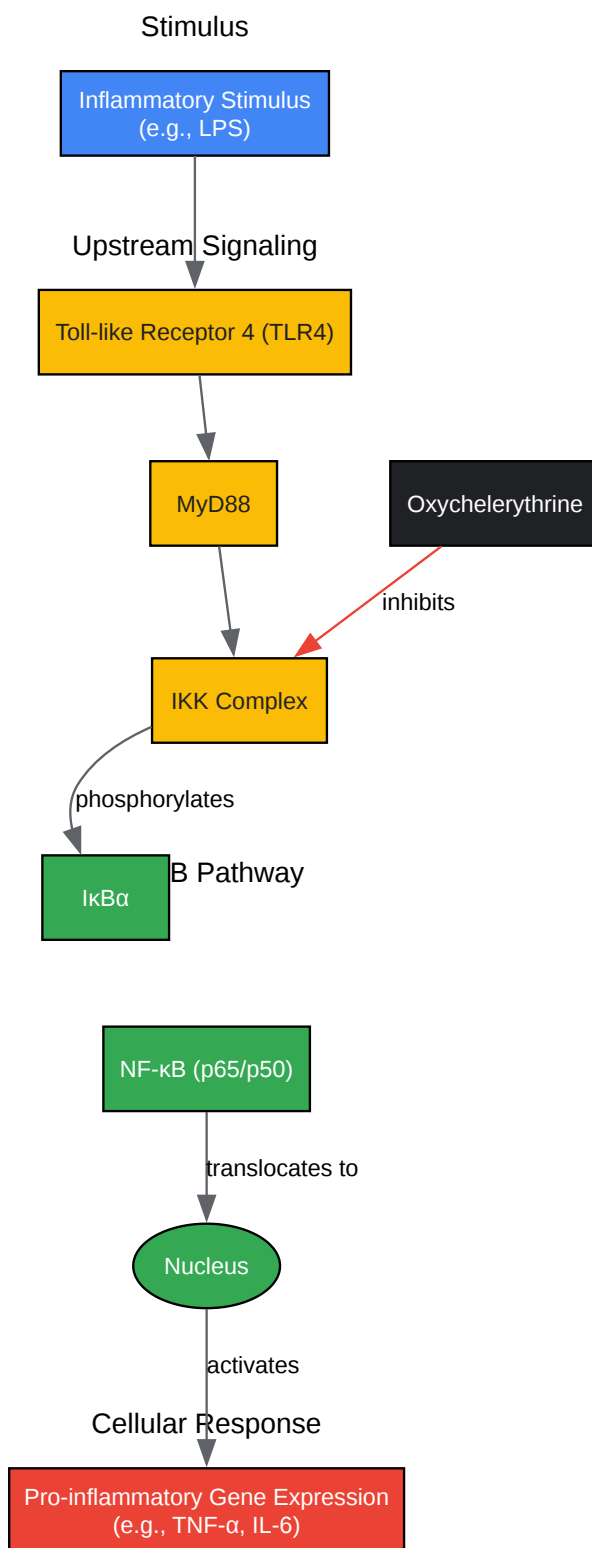 Stimulus
Inflammatory Stimulus
(e.g., LPS)
Upstream Signaling
Toll-like Receptor 4 (TLR4)
MyD88
Oxychelerythrine
inhibits
IKK Complex
phosphorylates
B Pathway
IκBα
NF-κB (p65/p50)
translocates to
Nucleus
activates
Cellular Response
Pro-inflammatory Gene Expression
(e.g., TNF-α, IL-6)